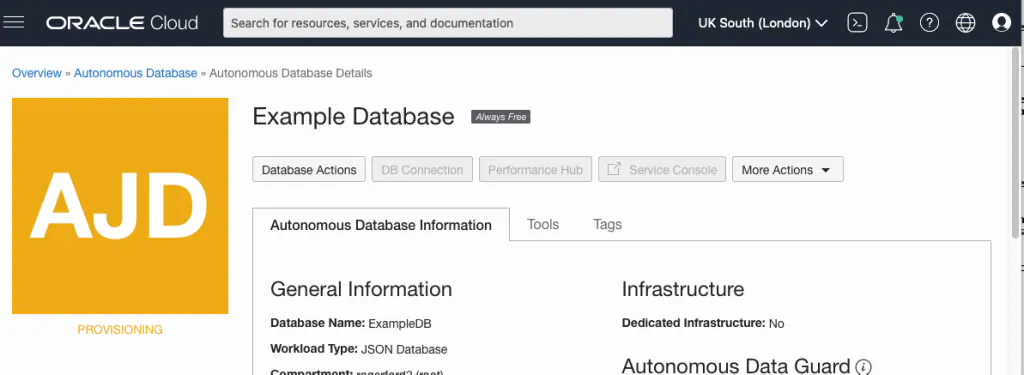 ORACLE Cloud
Search for resources, services, and documentation
UK South (London)
Overview » Autonomous Database » Autonomous Database Details
AJD
PROVISIONING
Example Database
Always Free
Database Actions
DB Connection
Performance Hub
Service Console
More Actions
Autonomous Database Information
Tools
Tags
General Information
Database Name: ExampleDB
Workload Type: JSON Database
Infrastructure
Dedicated Infrastructure: No
Autonomous Data Guard